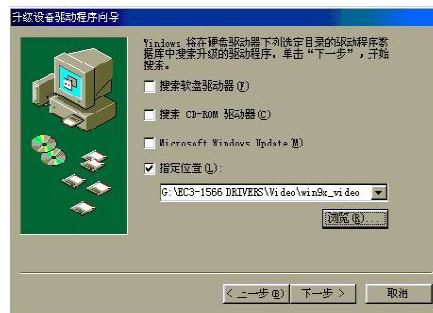 升级设备驱动程序向导
Windows 将在硬盘驱动器下列选定目录的驱动程序数
据库中搜索升级的驱动程序，单击“下一步”，开始
搜索。
搜索软盘驱动器(F)
搜索 CD-ROM 驱动器(C)
Microsoft Windows Update(M)
指定位置(L):
G:\EC3-1566 DRIVERS\Video\win9x_video
浏览(R)...
< 上一步(B)
下一步 >
取消